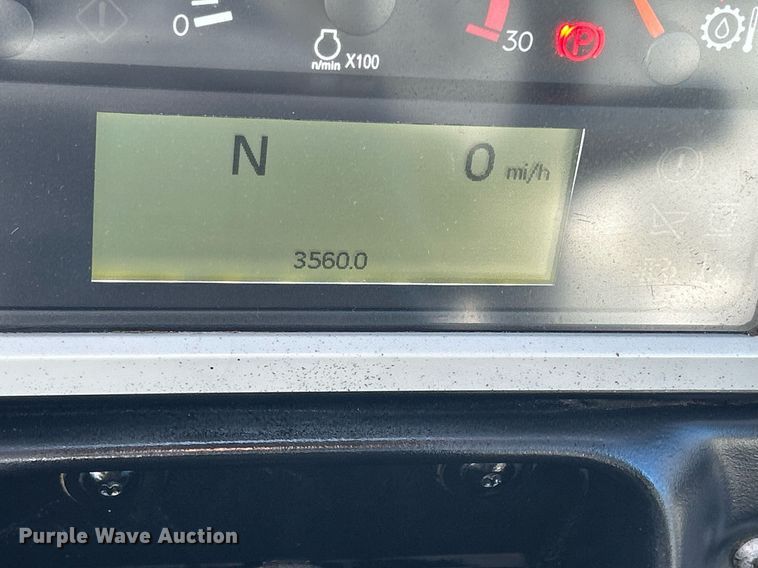 0
n/min X100
30
P
N 0 mi/h
3560.0
Purple Wave Auction®